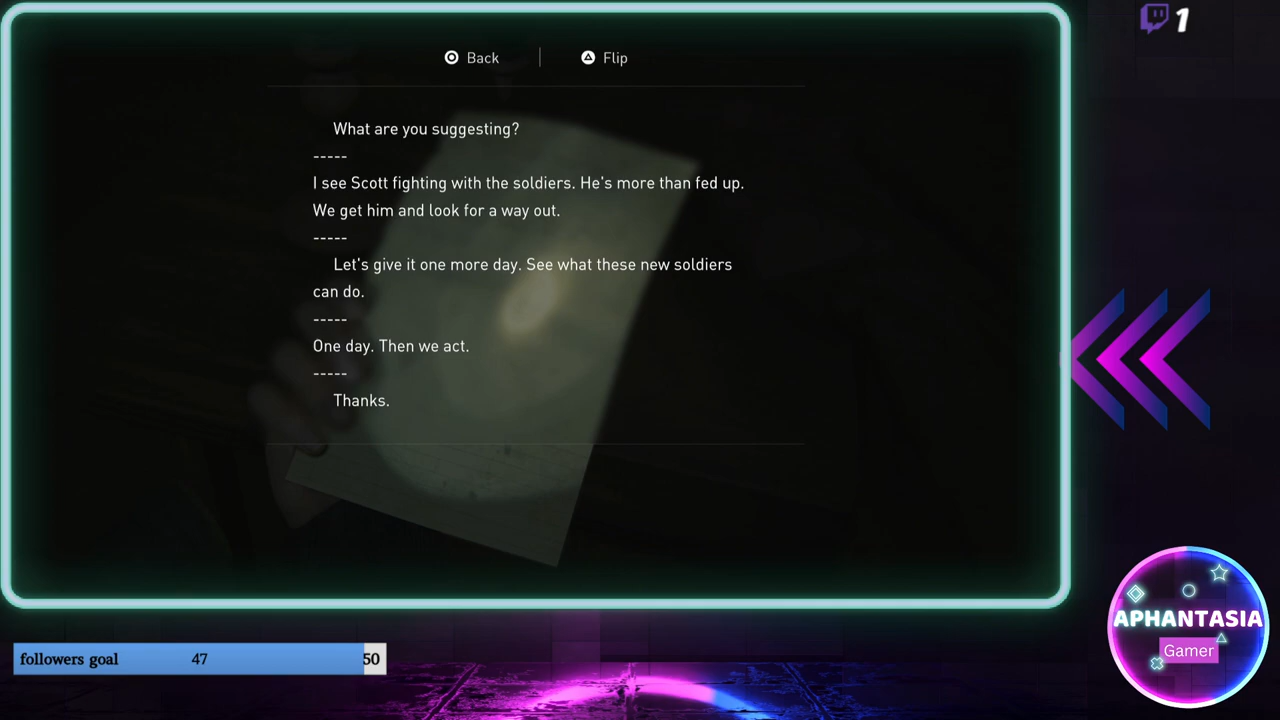 1
Back
Flip
What are you suggesting?
-----
I see Scott fighting with the soldiers. He's more than fed up.
We get him and look for a way out.
-----
Let's give it one more day. See what these new soldiers
can do.
-----
One day. Then we act.
-----
Thanks.
APHANTASIA
Gamer
followers goal 47 50